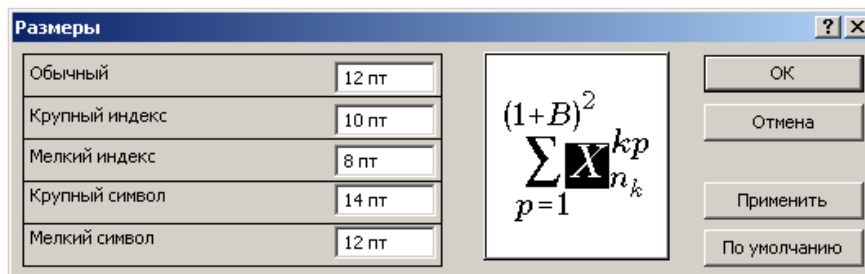 Размеры
Обычный 12 пт
Крупный индекс 10 пт
Мелкий индекс 8 пт
Крупный символ 14 пт
Мелкий символ 12 пт
(1+B)^2
∑ X kp n_k
p=1
ОК
Отмена
Применить
По умолчанию